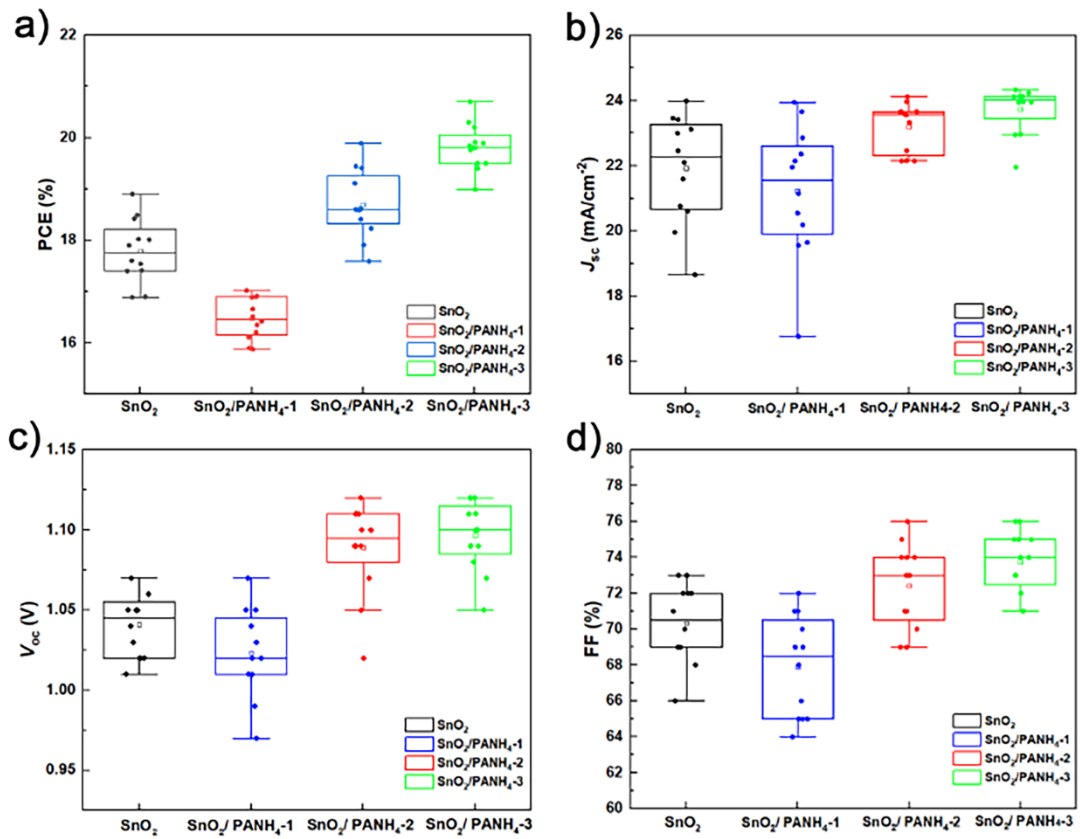 a)
PCE (%)
22
20
18
16
SnO₂
SnO₂/PANH₄-1
SnO₂/PANH₄-2
SnO₂/PANH₄-3
SnO₂
SnO₂/PANH₄-1
SnO₂/PANH₄-2
SnO₂/PANH₄-3
b)
Jsc (mA/cm⁻²)
26
24
22
20
18
16
SnO₂
SnO₂/PANH₄-1
SnO₂/PANH₄-2
SnO₂/PANH₄-3
SnO₂
SnO₂/ PANH₄-1
SnO₂/ PANH4-2
SnO₂/ PANH₄-3
c)
Voc (V)
1.15
1.10
1.05
1.00
0.95
SnO₂
SnO₂/PANH₄-1
SnO₂/PANH₄-2
SnO₂/PANH₄-3
SnO₂
SnO₂/ PANH₄-1
SnO₂/ PANH₄-2
SnO₂/ PANH₄-3
d)
FF (%)
80
78
76
74
72
70
68
66
64
62
60
SnO₂
SnO₂/PANH₄-1
SnO₂/PANH₄-2
SnO₂/PANH₄-3
SnO₂
SnO₂/ PANH₄-1
SnO₂/ PANH₄-2
SnO₂/ PANH₄-3